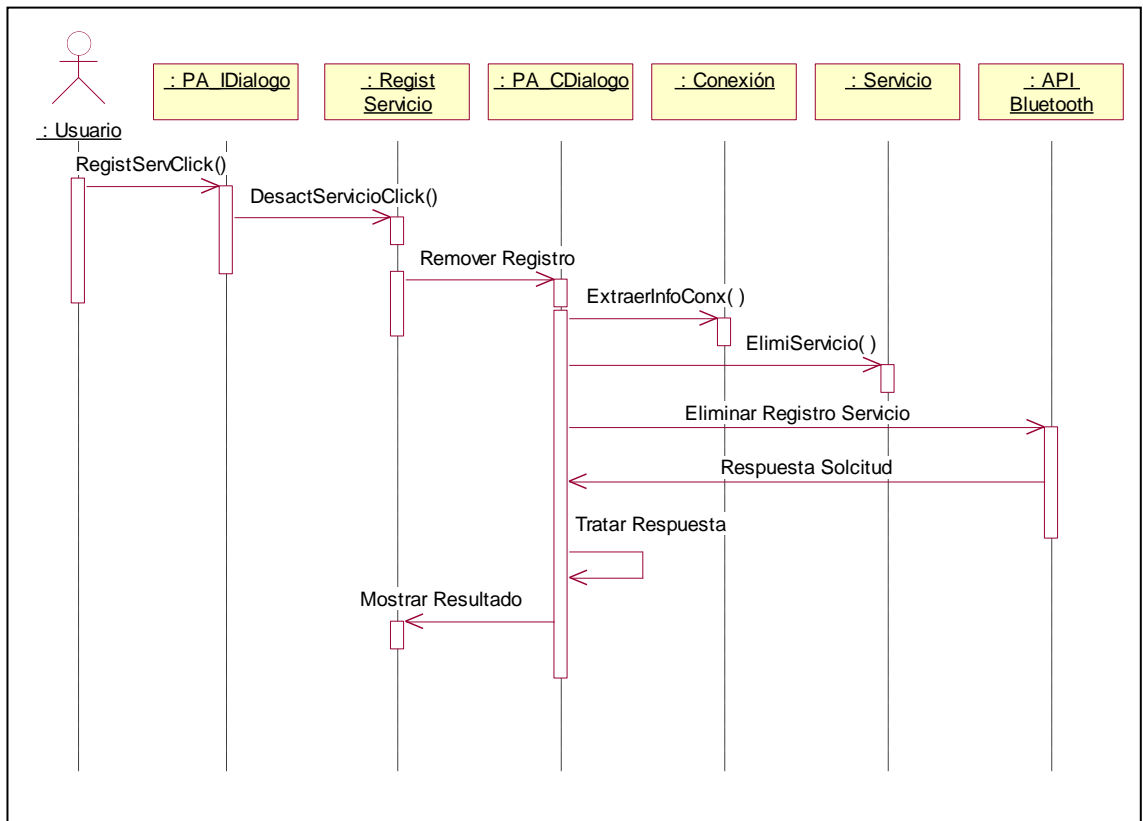 : PA_IDialogo
: Regist
Servicio
: PA_CDialogo
: Conexión
: Servicio
: API
Bluetooth
: Usuario
RegistServClick()
DesactServicioClick()
Remover Registro
ExtraerInfoConx( )
ElimiServicio( )
Eliminar Registro Servicio
Respuesta Solcitud
Tratar Respuesta
Mostrar Resultado